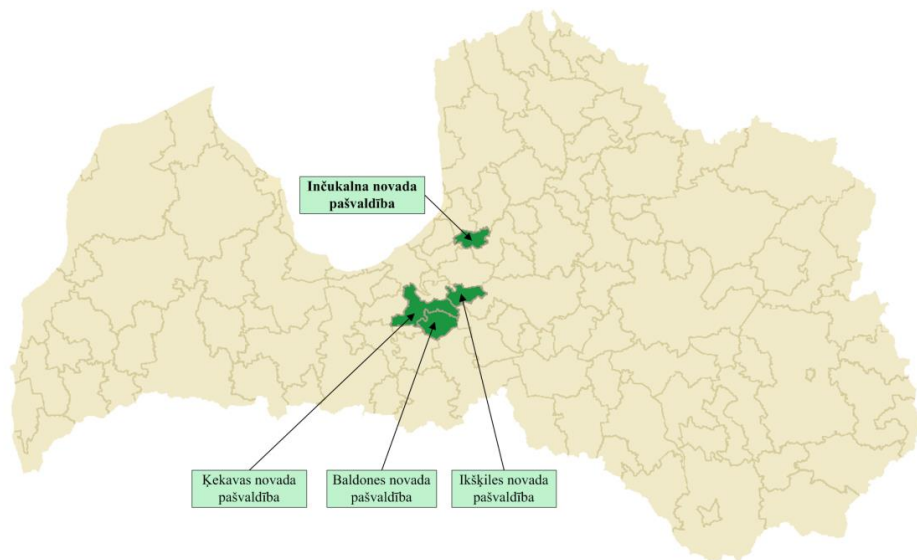 Inčukalna novada
pašvaldība
Ķekavas novada
pašvaldība
Baldones novada
pašvaldība
Ikšķiles novada
pašvaldība